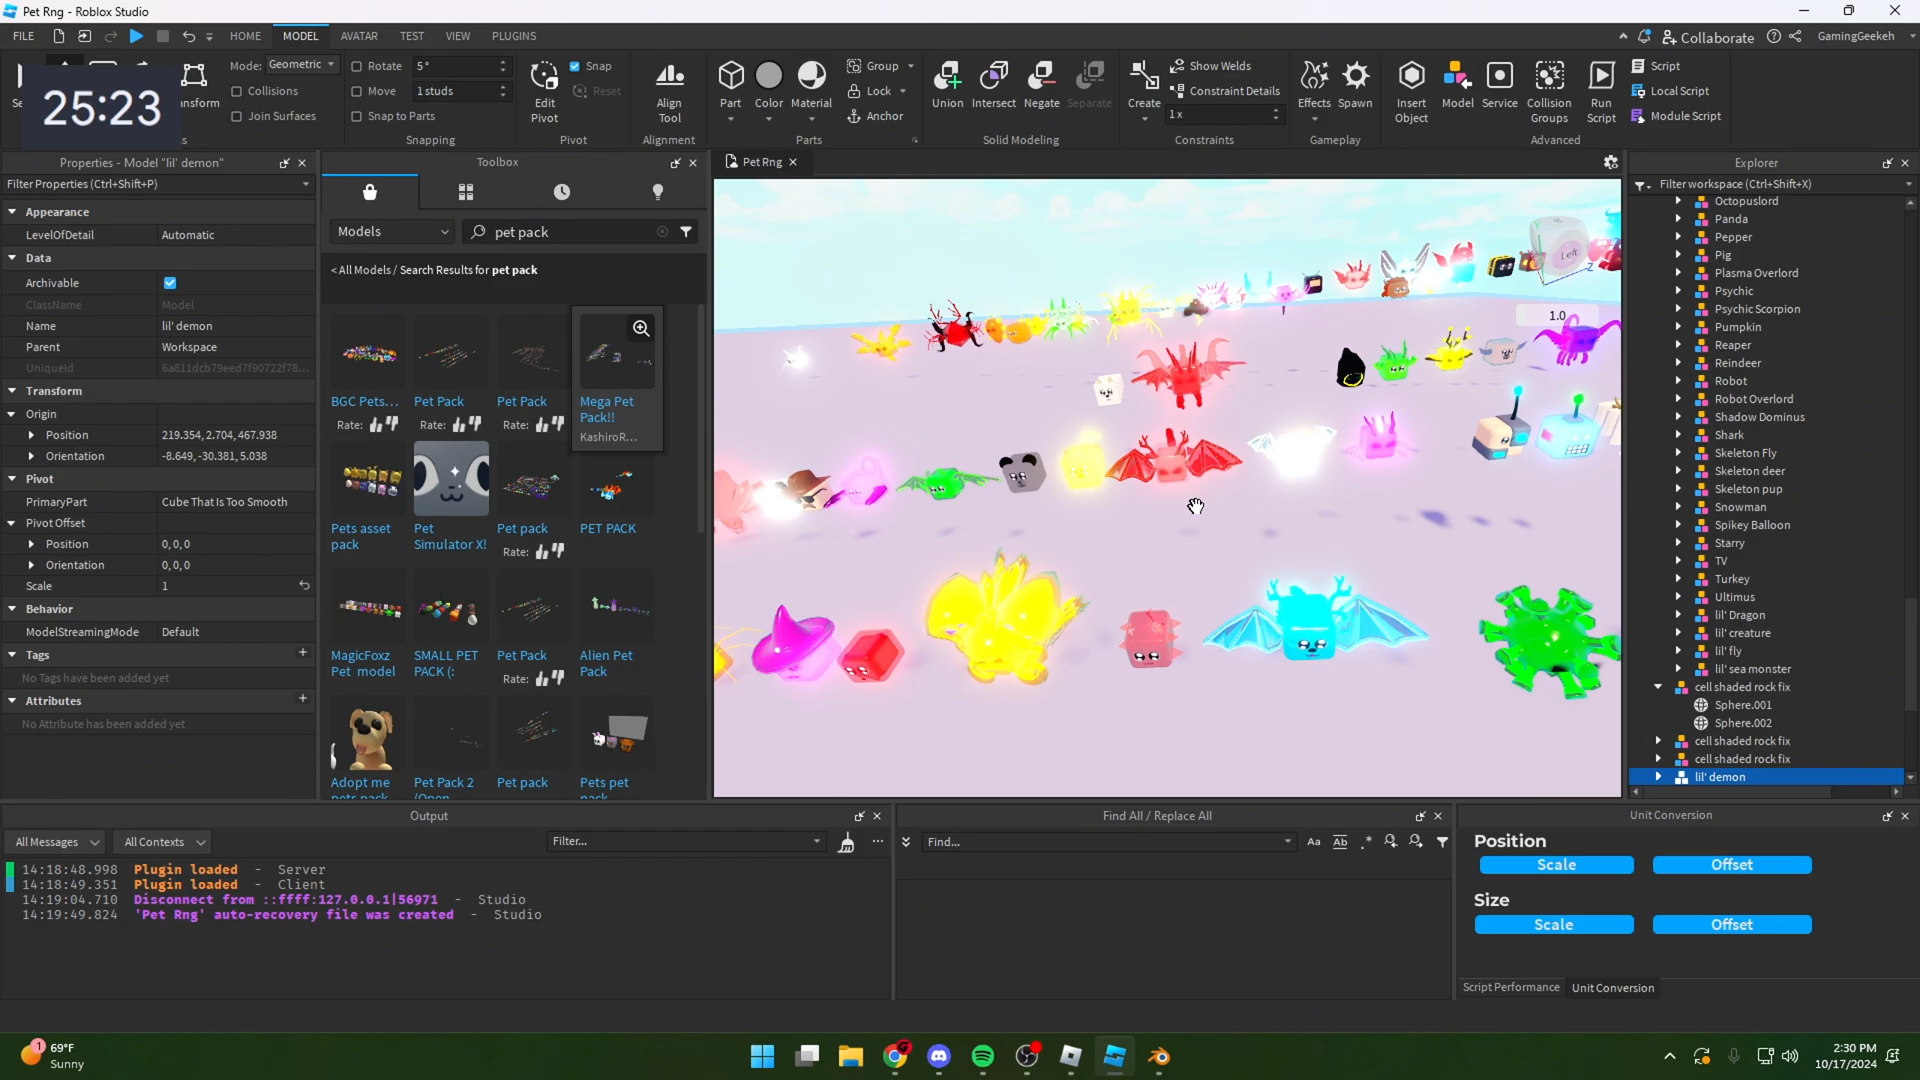 Pet Rng - Roblox Studio
FILE
HOME
MODEL
AVATAR
TEST
VIEW
PLUGINS
Collaborate
GamingGeekeh
25:23
Mode: Geometric
Collisions
Join Surfaces
Rotate 5°
Move 1 studs
Snap to Parts
Snapping
Snap
Reset
Edit Pivot
Pivot
Align Tool
Alignment
Part
Color
Material
Group
Lock
Anchor
Parts
Union
Intersect
Negate
Separate
Solid Modeling
Create
Show Welds
Constraint Details
1 x
Constraints
Effects
Spawn
Gameplay
Insert Object
Model
Service
Collision Groups
Run Script
Script
Local Script
Module Script
Advanced
Properties - Model "lil' demon"
Filter Properties (Ctrl+Shift+P)
Appearance
LevelOfDetail Automatic
Data
Archivable
ClassName Model
Name lil' demon
Parent Workspace
UniqueId 6a811dcb79eed7f90722f78...
Transform
Origin
Position 219.354, 2.704, 467.938
Orientation -8.649, -30.381, 5.038
Pivot
PrimaryPart Cube That Is Too Smooth
Pivot Offset
Position 0, 0, 0
Orientation 0, 0, 0
Scale 1
Behavior
ModelStreamingMode Default
Tags
No Tags have been added yet
Attributes
No Attribute has been added yet
Toolbox
Models
pet pack
< All Models / Search Results for pet pack
BGC Pets...
Rate:
Pet Pack
Rate:
Pet Pack
Rate:
Mega Pet Pack!!
KashiroR...
Pets asset pack
Pet Simulator X!
Pet pack
Rate:
PET PACK
MagicFoxz Pet model
SMALL PET PACK (:
Pet Pack
Rate:
Alien Pet Pack
Adopt me pets pack
Pet Pack 2 (Open
Pet pack
Pets pet pack
Pet Rng
Left
Z
1.0
Explorer
Filter workspace (Ctrl+Shift+X)
Octopuslord
Panda
Pepper
Pig
Plasma Overlord
Psychic
Psychic Scorpion
Pumpkin
Reaper
Reindeer
Robot
Robot Overlord
Shadow Dominus
Shark
Skeleton Fly
Skeleton deer
Skeleton pup
Snowman
Spikey Balloon
Starry
TV
Turkey
Ultimus
lil' Dragon
lil' creature
lil' fly
lil' sea monster
cell shaded rock fix
Sphere.001
Sphere.002
cell shaded rock fix
cell shaded rock fix
lil' demon
Output
All Messages
All Contexts
Filter...
14:18:48.998 Plugin loaded - Server
14:18:49.351 Plugin loaded - Client
14:19:04.710 Disconnect from ::ffff:127.0.0.1|56971 - Studio
14:19:49.824 'Pet Rng' auto-recovery file was created - Studio
Find All / Replace All
Find...
Aa
Ab
.*
Unit Conversion
Position
Scale
Offset
Size
Scale
Offset
Script Performance
Unit Conversion
1
69°F
Sunny
2:30 PM
10/17/2024